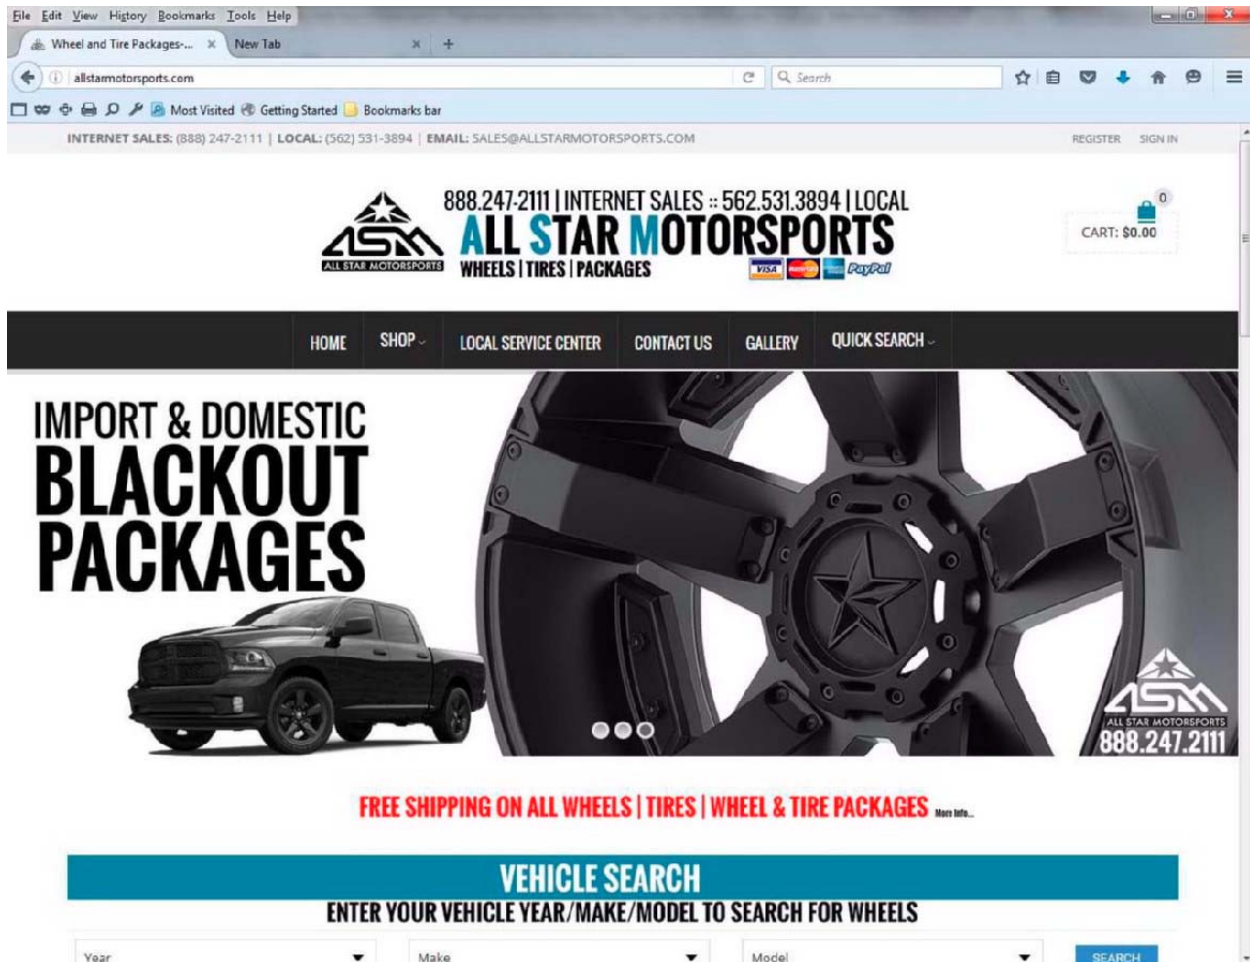 File Edit View History Bookmarks Tools Help
Wheel and Tire Packages-... New Tab
allstarmotorsports.com Search
Most Visited Getting Started Bookmarks bar
INTERNET SALES: (888) 247-2111 | LOCAL: (562) 531-3894 | EMAIL: SALES@ALLSTARMOTORSPORTS.COM REGISTER SIGN IN
888.247-2111 | INTERNET SALES :: 562.531.3894 | LOCAL
ASM ALL STAR MOTORSPORTS
ALL STAR MOTORSPORTS
WHEELS | TIRES | PACKAGES VISA PayPal
0
CART: $0.00
HOME SHOP LOCAL SERVICE CENTER CONTACT US GALLERY QUICK SEARCH
IMPORT & DOMESTIC
BLACKOUT
PACKAGES
ASM
ALL STAR MOTORSPORTS
888.247.2111
FREE SHIPPING ON ALL WHEELS | TIRES | WHEEL & TIRE PACKAGES More Info...
VEHICLE SEARCH
ENTER YOUR VEHICLE YEAR/MAKE/MODEL TO SEARCH FOR WHEELS
Year Make Model SEARCH